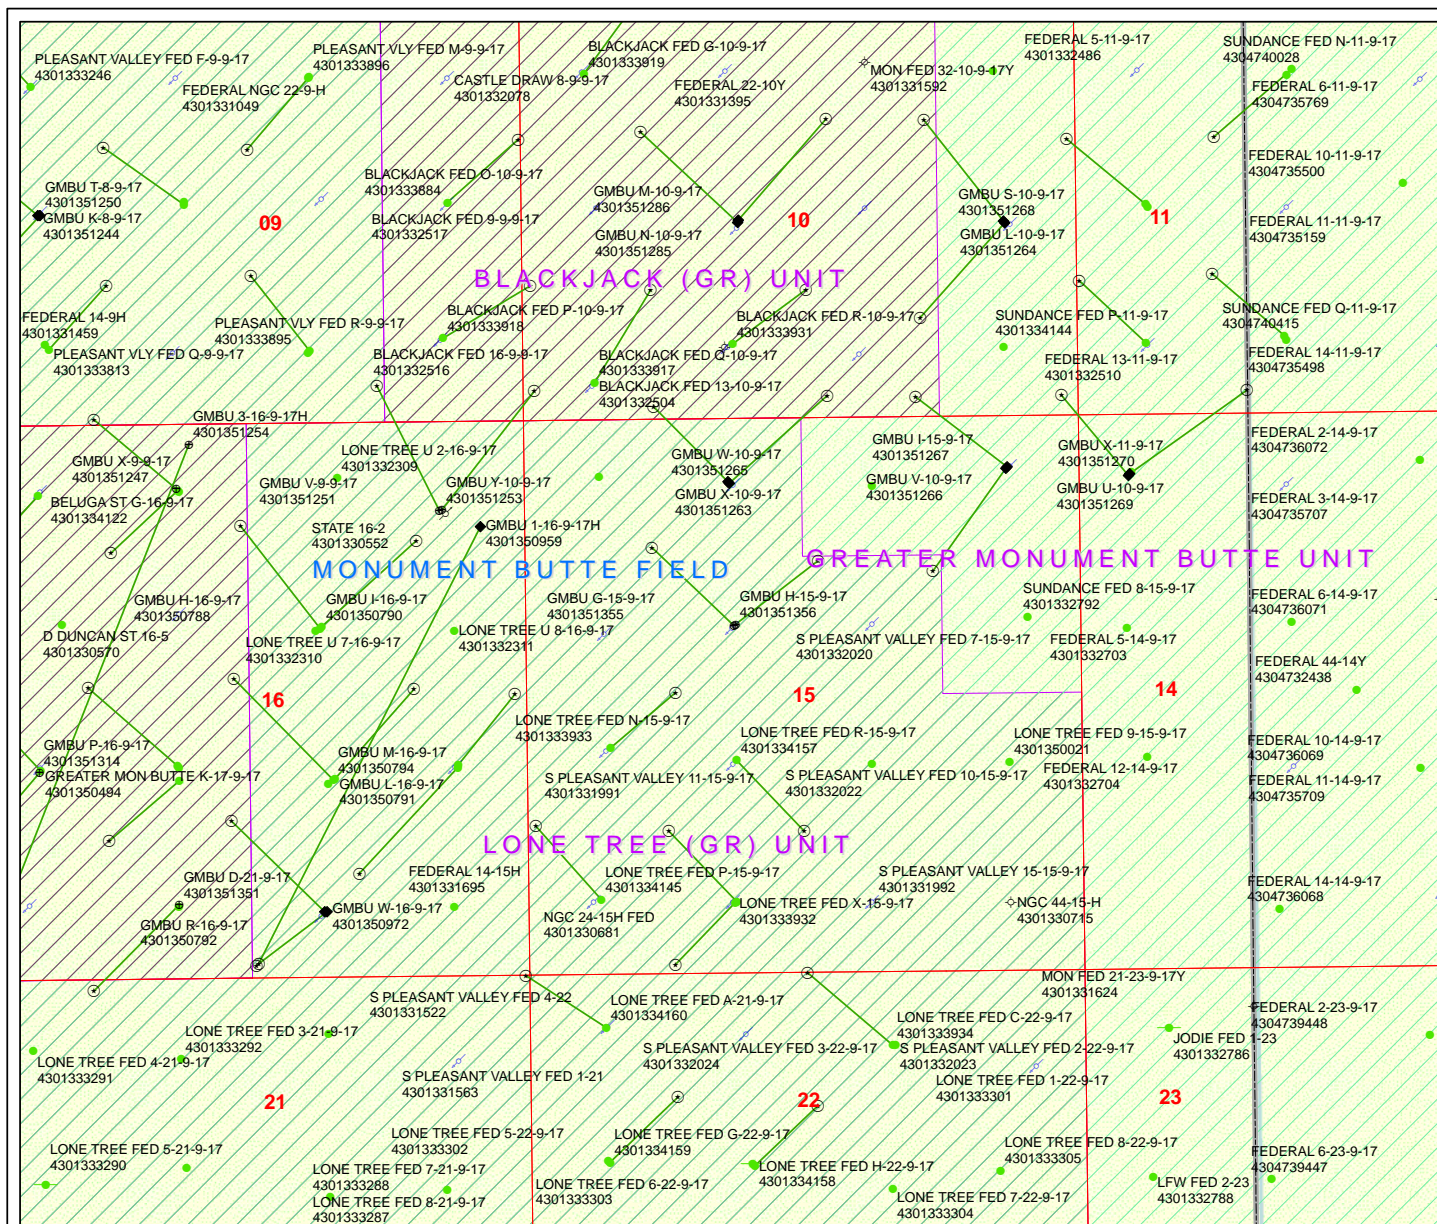 PLEASANT VALLEY FED F-9-9-17
4301333246
PLEASANT VLY FED M-9-9-17
4301333896
FEDERAL NGC 22-9-H
4301331049
CASTLE DRAW 8-9-9-17
4301332078
BLACKJACK FED G-10-9-17
4301333919
FEDERAL 22-10Y
4301331395
MON FED 32-10-9-17Y
4301331592
FEDERAL 5-11-9-17
4301332486
SUNDANCE FED N-11-9-17
4304740028
FEDERAL 6-11-9-17
4304735769
FEDERAL 10-11-9-17
4304735500
GMBU T-8-9-17
4301351250
GMBU K-8-9-17
4301351244
09
BLACKJACK FED O-10-9-17
4301333884
BLACKJACK FED 9-9-9-17
4301332517
GMBU M-10-9-17
4301351286
GMBU N-10-9-17
4301351285
10
GMBU S-10-9-17
4301351268
GMBU L-10-9-17
4301351264
11
FEDERAL 11-11-9-17
4304735159
BLACKJACK (GR) UNIT
FEDERAL 14-9H
4301331459
PLEASANT VLY FED Q-9-9-17
4301333813
PLEASANT VLY FED R-9-9-17
4301333895
BLACKJACK FED P-10-9-17
4301333918
BLACKJACK FED 16-9-9-17
4301332516
BLACKJACK FED R-10-9-17
4301333931
BLACKJACK FED Q-10-9-17
4301333917
BLACKJACK FED 13-10-9-17
4301332504
SUNDANCE FED P-11-9-17
4301334144
FEDERAL 13-11-9-17
4301332510
SUNDANCE FED Q-11-9-17
4304740415
FEDERAL 14-11-9-17
4304735498
GMBU 3-16-9-17H
4301351254
GMBU X-9-9-17
4301351247
BELUGA ST G-16-9-17
4301334122
GMBU V-9-9-17
4301351251
LONE TREE U 2-16-9-17
4301332309
GMBU Y-10-9-17
4301351253
STATE 16-2
4301330552
GMBU 1-16-9-17H
4301350959
GMBU W-10-9-17
4301351265
GMBU X-10-9-17
4301351263
GMBU I-15-9-17
4301351267
GMBU V-10-9-17
4301351266
GMBU X-11-9-17
4301351270
GMBU U-10-9-17
4301351269
FEDERAL 2-14-9-17
4304736072
FEDERAL 3-14-9-17
4304735707
MONUMENT BUTTE FIELD
GREATER MONUMENT BUTTE UNIT
GMBU H-16-9-17
4301350788
D DUNCAN ST 16-5
4301330570
GMBU I-16-9-17
4301350790
LONE TREE U 7-16-9-17
4301332310
LONE TREE U 8-16-9-17
4301332311
GMBU G-15-9-17
4301351355
GMBU H-15-9-17
4301351356
S PLEASANT VALLEY FED 7-15-9-17
4301332020
SUNDANCE FED 8-15-9-17
4301332792
FEDERAL 5-14-9-17
4301332703
FEDERAL 6-14-9-17
4304736071
FEDERAL 44-14Y
4304732438
16
15
14
GMBU P-16-9-17
4301351314
GREATER MON BUTTE K-17-9-17
4301350494
GMBU M-16-9-17
4301350794
GMBU L-16-9-17
4301350791
LONE TREE FED N-15-9-17
4301333933
S PLEASANT VALLEY 11-15-9-17
4301331991
LONE TREE FED R-15-9-17
4301334157
S PLEASANT VALLEY FED 10-15-9-17
4301332022
LONE TREE FED 9-15-9-17
4301350021
FEDERAL 12-14-9-17
4301332704
FEDERAL 10-14-9-17
4304736069
FEDERAL 11-14-9-17
4304735709
LONE TREE (GR) UNIT
GMBU D-21-9-17
4301351351
GMBU R-16-9-17
4301350792
GMBU W-16-9-17
4301350972
FEDERAL 14-15H
4301331695
NGC 24-15H FED
4301330681
LONE TREE FED P-15-9-17
4301334145
LONE TREE FED X-15-9-17
4301333932
S PLEASANT VALLEY 15-15-9-17
4301331992
NGC 44-15-H
4301330715
FEDERAL 14-14-9-17
4304736068
S PLEASANT VALLEY FED 4-22
4301331522
LONE TREE FED A-21-9-17
4301334160
MON FED 21-23-9-17Y
4301331624
LONE TREE FED C-22-9-17
4301333934
S PLEASANT VALLEY FED 2-22-9-17
4301332023
FEDERAL 2-23-9-17
4304739448
JODIE FED 1-23
4301332786
LONE TREE FED 3-21-9-17
4301333292
LONE TREE FED 4-21-9-17
4301333291
S PLEASANT VALLEY FED 1-21
4301331563
S PLEASANT VALLEY FED 3-22-9-17
4301332024
LONE TREE FED 1-22-9-17
4301333301
21
22
23
LONE TREE FED 5-21-9-17
4301333290
LONE TREE FED 5-22-9-17
4301333302
LONE TREE FED 7-21-9-17
4301333288
LONE TREE FED 8-21-9-17
4301333287
LONE TREE FED G-22-9-17
4301334159
LONE TREE FED 6-22-9-17
4301333303
LONE TREE FED H-22-9-17
4301334158
LONE TREE FED 8-22-9-17
4301333305
LONE TREE FED 7-22-9-17
4301333304
FEDERAL 6-23-9-17
4304739447
LFW FED 2-23
4301332788